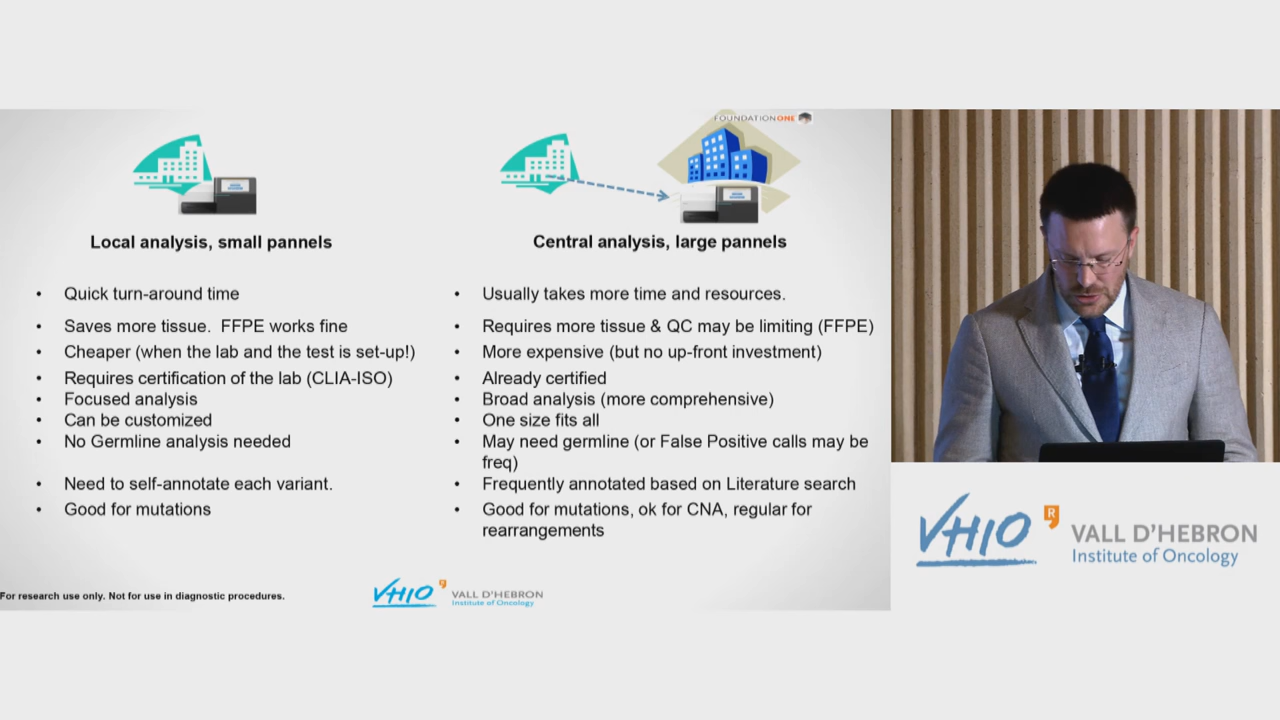 FOUNDATIONONE
Local analysis, small pannels
• Quick turn-around time
• Saves more tissue. FFPE works fine
• Cheaper (when the lab and the test is set-up!)
• Requires certification of the lab (CLIA-ISO)
• Focused analysis
• Can be customized
• No Germline analysis needed
• Need to self-annotate each variant.
• Good for mutations
Central analysis, large pannels
• Usually takes more time and resources.
• Requires more tissue & QC may be limiting (FFPE)
• More expensive (but no up-front investment)
• Already certified
• Broad analysis (more comprehensive)
• One size fits all
• May need germline (or False Positive calls may be
freq)
• Frequently annotated based on Literature search
• Good for mutations, ok for CNA, regular for
rearrangements
For research use only. Not for use in diagnostic procedures.
VHIO
VALL D'HEBRON
Institute of Oncology
VHIO
R
VALL D'HEBRON
Institute of Oncology